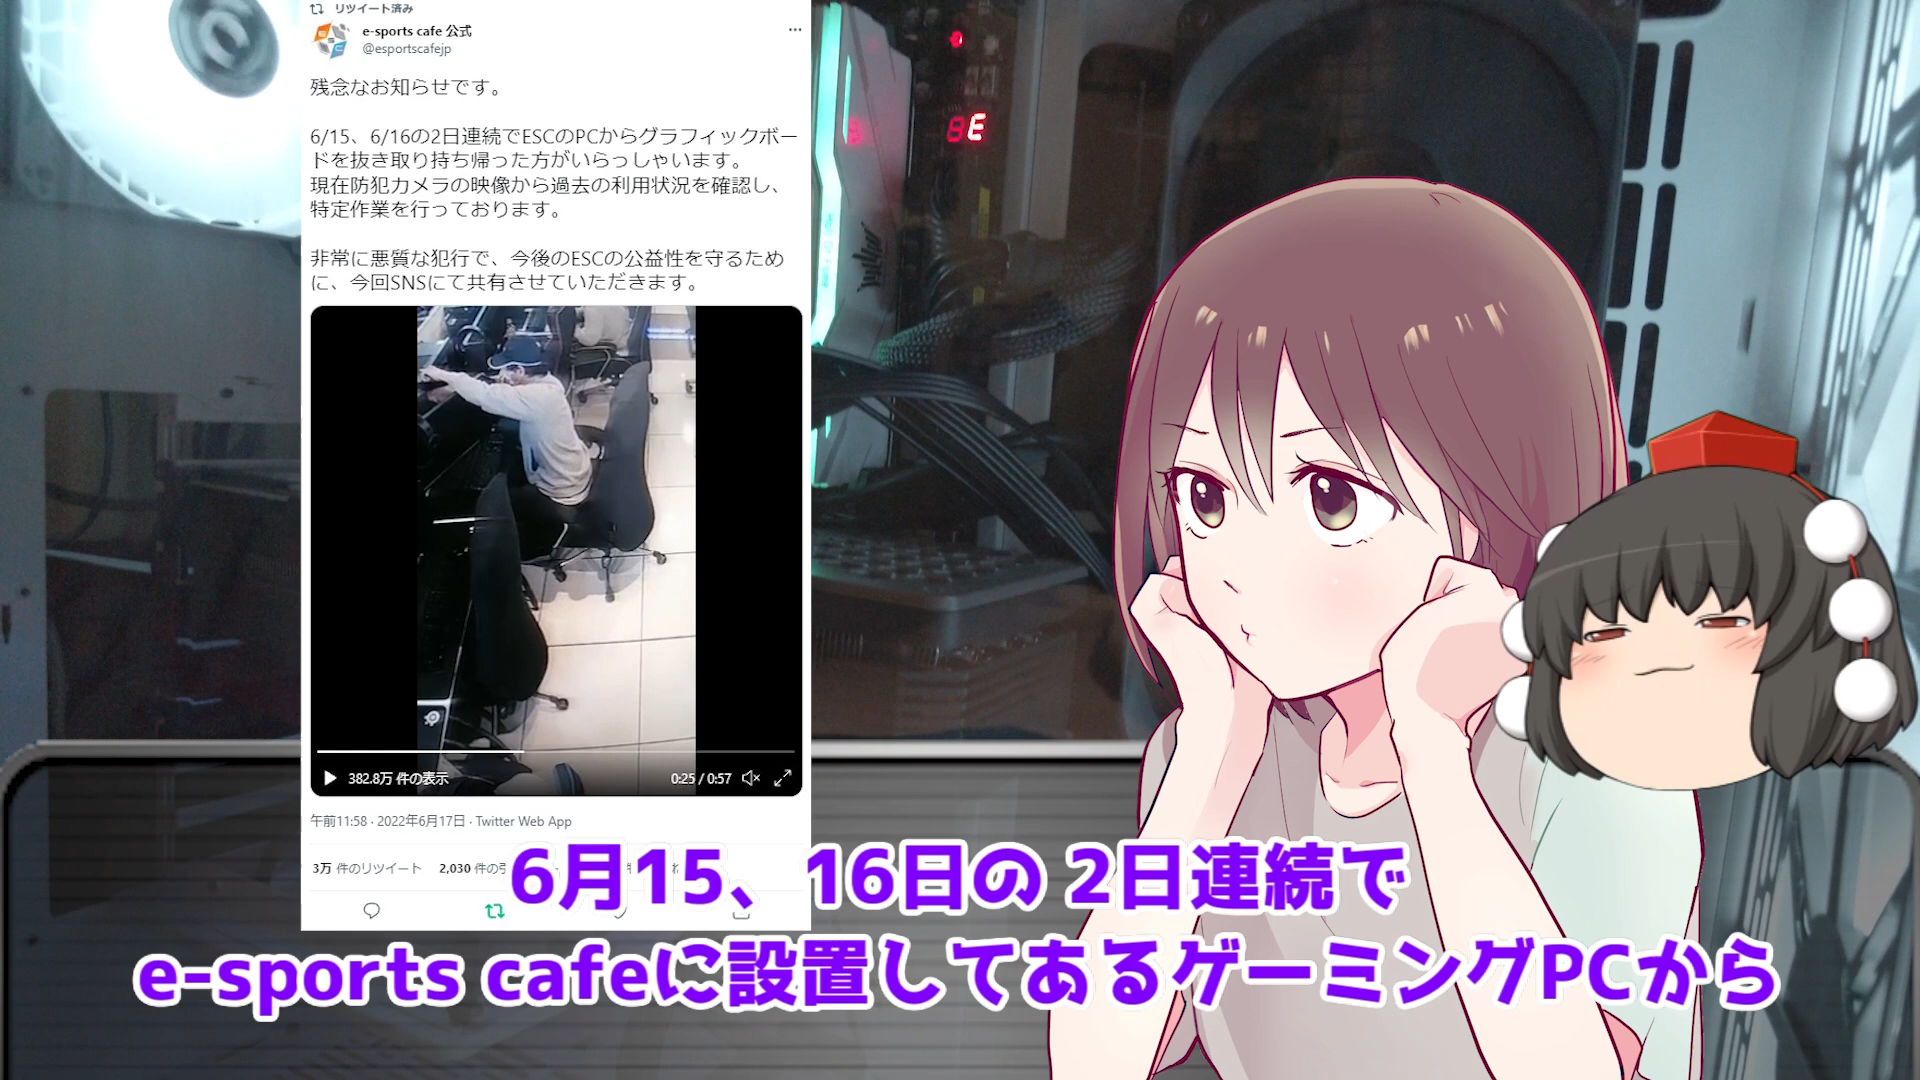 リツイート済み
e-sports cafe 公式
@esportscafejp
残念なお知らせです。
6/15、6/16の2日連続でESCのPCからグラフィックボー
ドを抜き取り持ち帰った方がいらっしゃいます。
現在防犯カメラの映像から過去の利用状況を確認し、
特定作業を行っております。
非常に悪質な犯行で、今後のESCの公益性を守るため
に、今回SNSにて共有させていただきます。
382.8万 件の表示
0:25 / 0:57
午前11:58 · 2022年6月17日 · Twitter Web App
3万 件のリツイート 2,030 件の
6月15、16日の 2日連続で
e-sports cafeに設置してあるゲーミングPCから